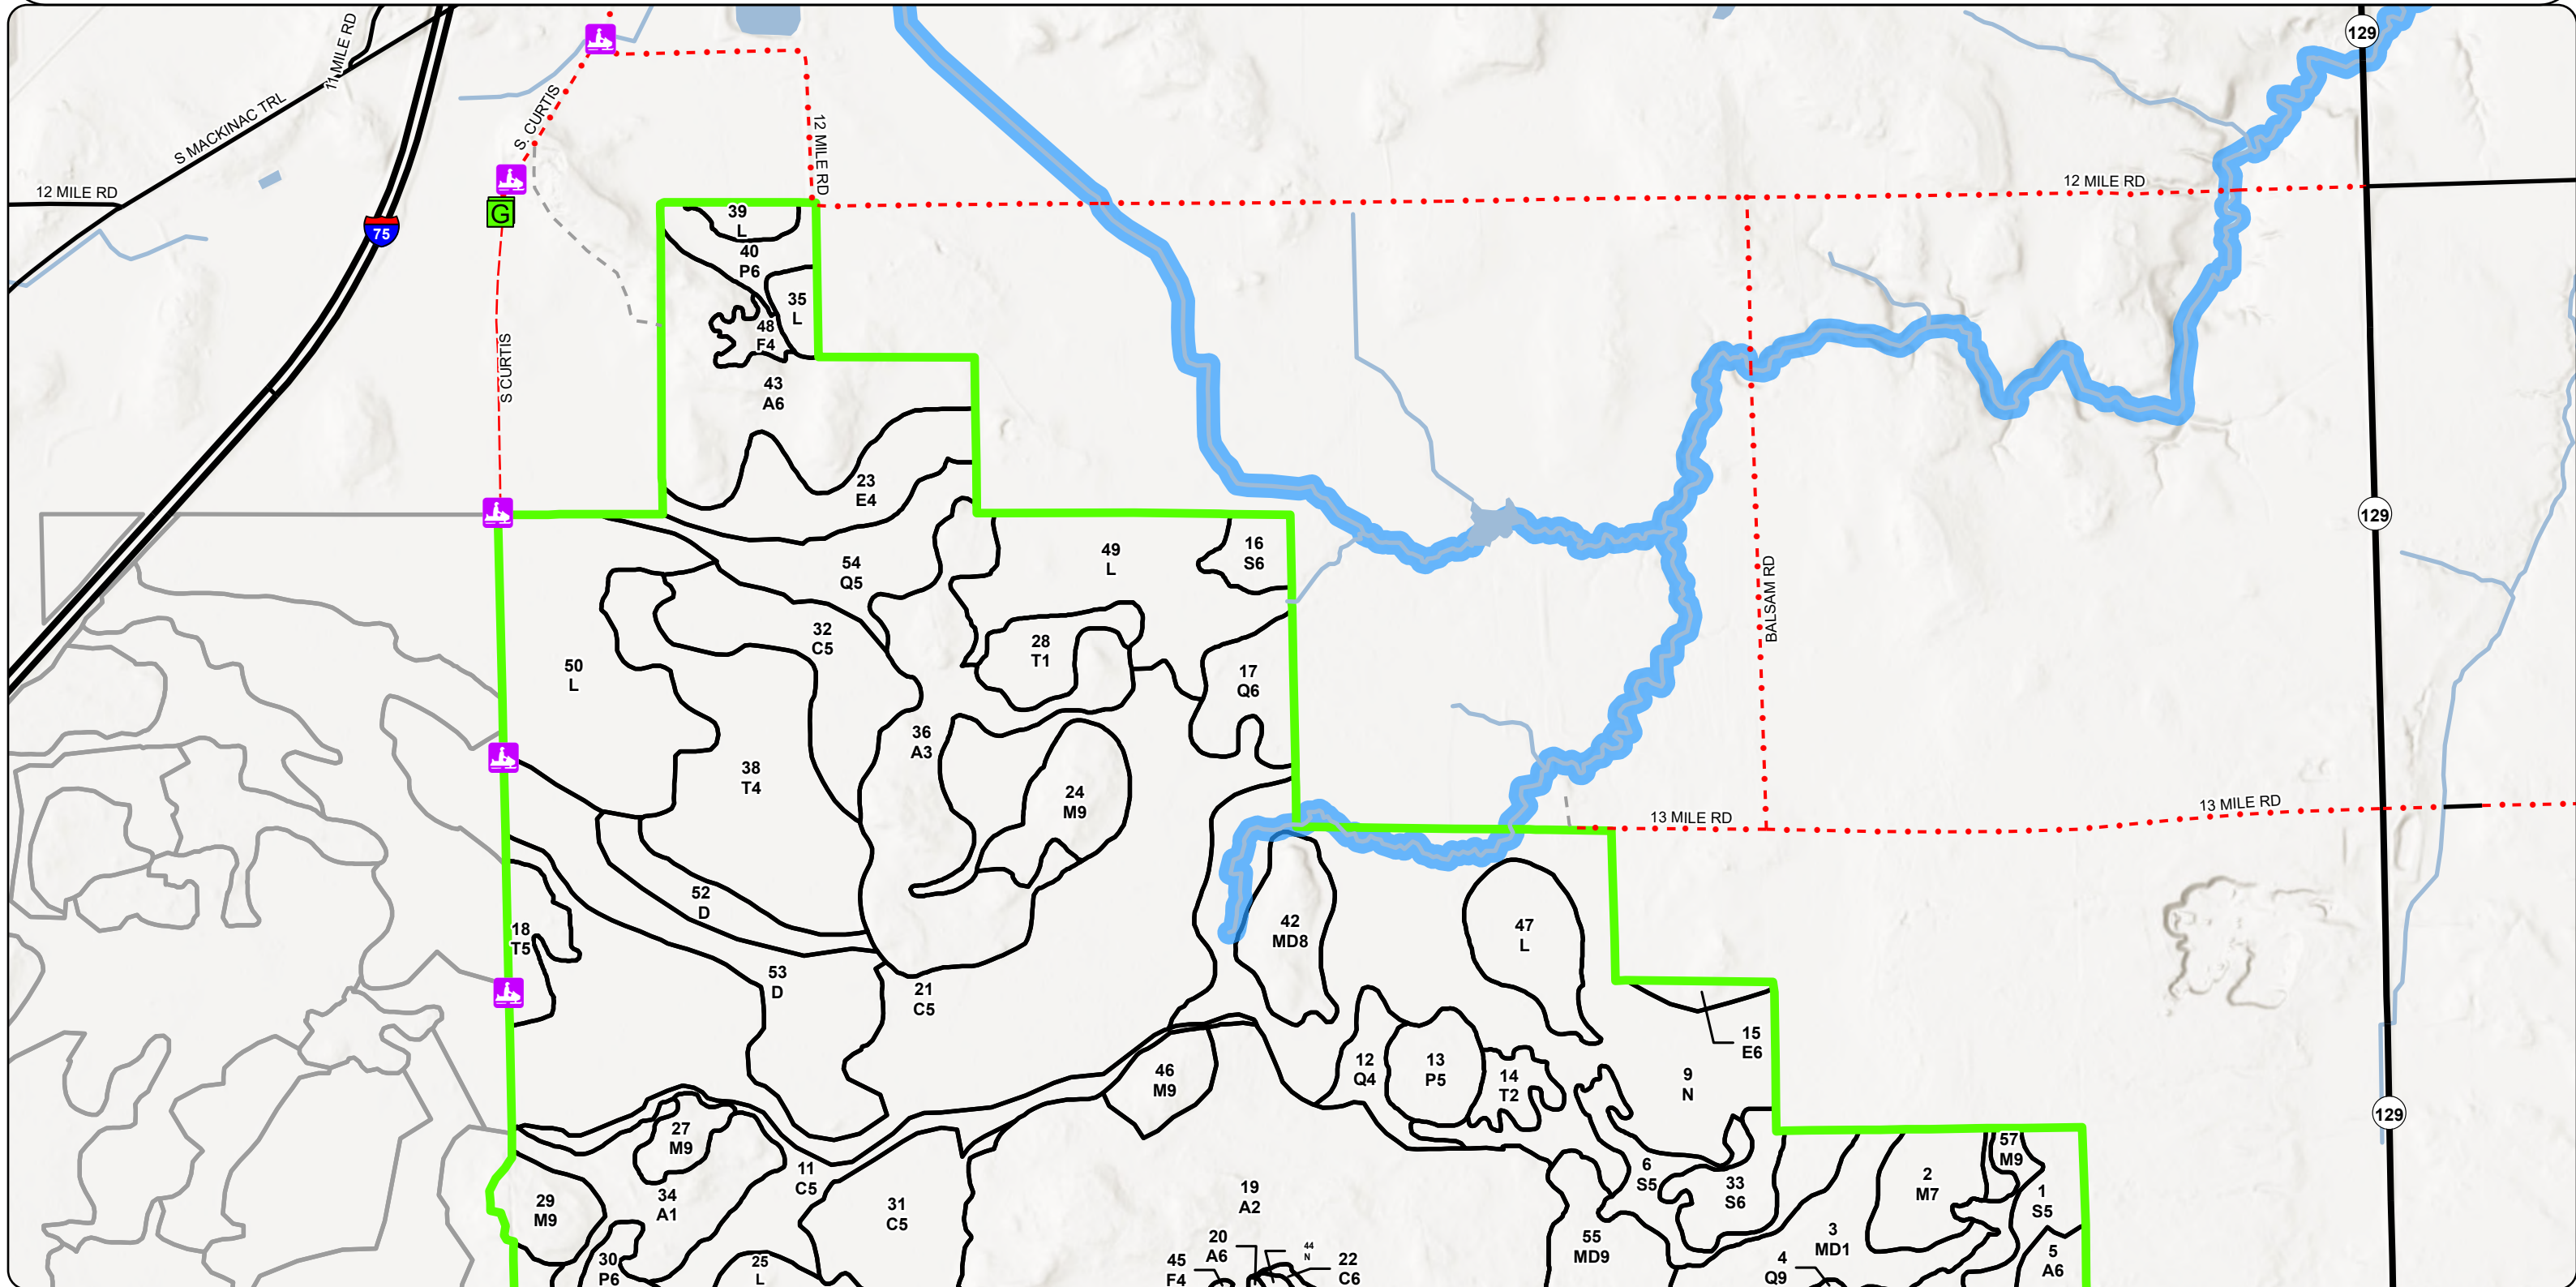 129
11 MILE RD
S MACKINAC TRL
S. CURTIS
12 MILE RD
12 MILE RD
12 MILE RD
G
75
39
L
40
P6
35
L
48
F4
S CURTIS
43
A6
23
E4
129
54
Q5
49
L
16
S6
BALSAM RD
32
C5
28
T1
50
L
17
Q6
36
A3
38
T4
24
M9
13 MILE RD
13 MILE RD
52
D
42
MD8
47
L
18
T5
53
D
21
C5
15
E6
46
M9
12
Q4
13
P5
14
T2
9
N
129
27
M9
57
M9
11
C5
6
S5
33
S6
2
M7
1
S5
29
M9
34
A1
31
C5
19
A2
55
MD9
3
MD1
20
A6
44
N
45
F4
22
C6
30
P6
25
L
4
Q9
5
A6